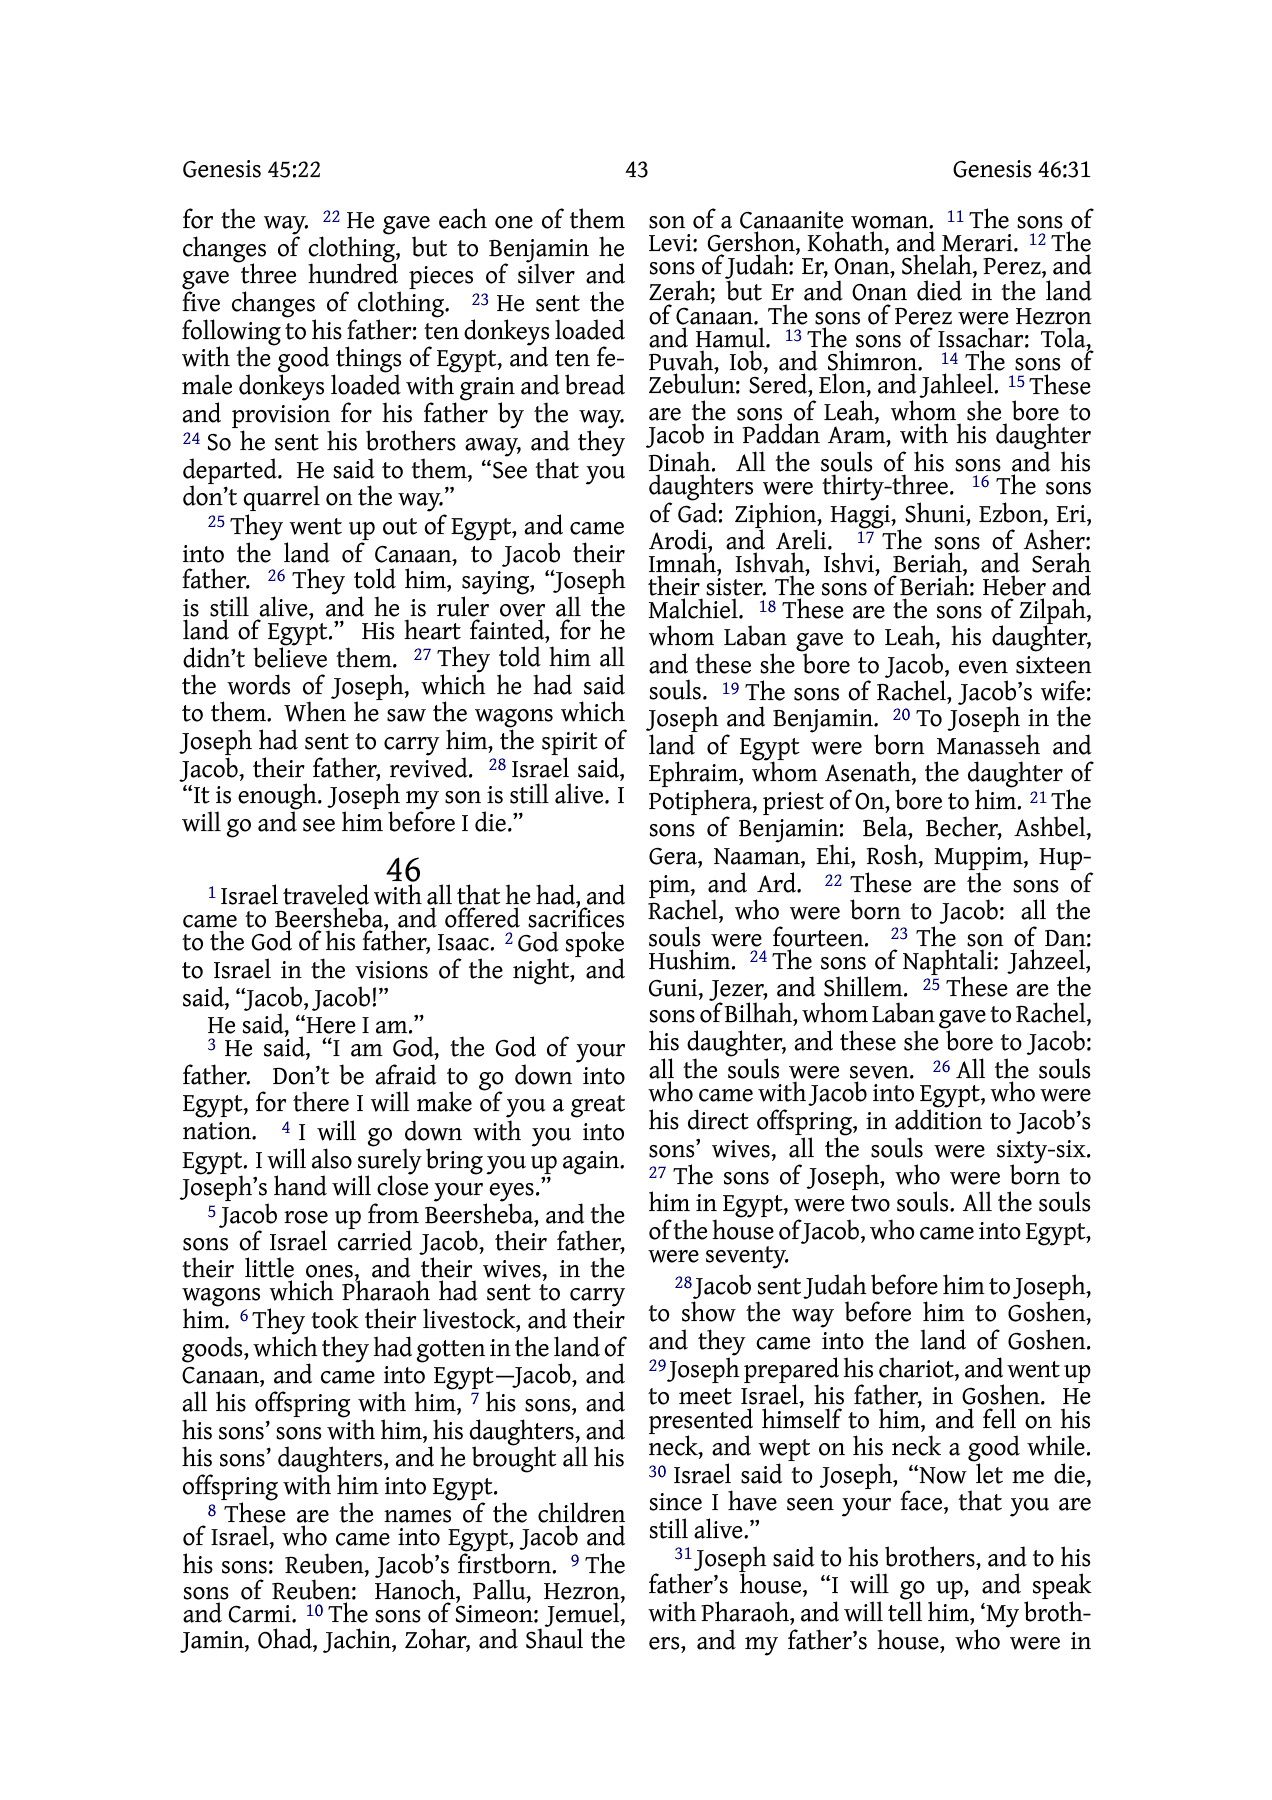 Genesis 45:22
43
Genesis 46:31
for the way. 22 He gave each one of them
changes of clothing, but to Benjamin he
gave three hundred pieces of silver and
five changes of clothing. 23 He sent the
following to his father: ten donkeys loaded
with the good things of Egypt, and ten fe-
male donkeys loaded with grain and bread
and provision for his father by the way.
24 So he sent his brothers away, and they
departed. He said to them, “See that you
don’t quarrel on the way.”
25 They went up out of Egypt, and came
into the land of Canaan, to Jacob their
father. 26 They told him, saying, “Joseph
is still alive, and he is ruler over all the
land of Egypt.” His heart fainted, for he
didn’t believe them. 27 They told him all
the words of Joseph, which he had said
to them. When he saw the wagons which
Joseph had sent to carry him, the spirit of
Jacob, their father, revived. 28 Israel said,
“It is enough. Joseph my son is still alive. I
will go and see him before I die.”
46
1 Israel traveled with all that he had, and
came to Beersheba, and offered sacrifices
to the God of his father, Isaac. 2 God spoke
to Israel in the visions of the night, and
said, “Jacob, Jacob!”
He said, “Here I am.”
3 He said, “I am God, the God of your
father. Don’t be afraid to go down into
Egypt, for there I will make of you a great
nation. 4 I will go down with you into
Egypt. I will also surely bring you up again.
Joseph’s hand will close your eyes.”
5 Jacob rose up from Beersheba, and the
sons of Israel carried Jacob, their father,
their little ones, and their wives, in the
wagons which Pharaoh had sent to carry
him. 6 They took their livestock, and their
goods, which they had gotten in the land of
Canaan, and came into Egypt—Jacob, and
all his offspring with him, 7 his sons, and
his sons’ sons with him, his daughters, and
his sons’ daughters, and he brought all his
offspring with him into Egypt.
8 These are the names of the children
of Israel, who came into Egypt, Jacob and
his sons: Reuben, Jacob’s firstborn. 9 The
sons of Reuben: Hanoch, Pallu, Hezron,
and Carmi. 10 The sons of Simeon: Jemuel,
Jamin, Ohad, Jachin, Zohar, and Shaul the
son of a Canaanite woman. 11 The sons of
Levi: Gershon, Kohath, and Merari. 12 The
sons of Judah: Er, Onan, Shelah, Perez, and
Zerah; but Er and Onan died in the land
of Canaan. The sons of Perez were Hezron
and Hamul. 13 The sons of Issachar: Tola,
Puvah, Iob, and Shimron. 14 The sons of
Zebulun: Sered, Elon, and Jahleel. 15 These
are the sons of Leah, whom she bore to
Jacob in Paddan Aram, with his daughter
Dinah. All the souls of his sons and his
daughters were thirty-three. 16 The sons
of Gad: Ziphion, Haggi, Shuni, Ezbon, Eri,
Arodi, and Areli. 17 The sons of Asher:
Imnah, Ishvah, Ishvi, Beriah, and Serah
their sister. The sons of Beriah: Heber and
Malchiel. 18 These are the sons of Zilpah,
whom Laban gave to Leah, his daughter,
and these she bore to Jacob, even sixteen
souls. 19 The sons of Rachel, Jacob’s wife:
Joseph and Benjamin. 20 To Joseph in the
land of Egypt were born Manasseh and
Ephraim, whom Asenath, the daughter of
Potiphera, priest of On, bore to him. 21 The
sons of Benjamin: Bela, Becher, Ashbel,
Gera, Naaman, Ehi, Rosh, Muppim, Hup-
pim, and Ard. 22 These are the sons of
Rachel, who were born to Jacob: all the
souls were fourteen. 23 The son of Dan:
Hushim. 24 The sons of Naphtali: Jahzeel,
Guni, Jezer, and Shillem. 25 These are the
sons of Bilhah, whom Laban gave to Rachel,
his daughter, and these she bore to Jacob:
all the souls were seven. 26 All the souls
who came with Jacob into Egypt, who were
his direct offspring, in addition to Jacob’s
sons’ wives, all the souls were sixty-six.
27 The sons of Joseph, who were born to
him in Egypt, were two souls. All the souls
of the house of Jacob, who came into Egypt,
were seventy.
28 Jacob sent Judah before him to Joseph,
to show the way before him to Goshen,
and they came into the land of Goshen.
29 Joseph prepared his chariot, and went up
to meet Israel, his father, in Goshen. He
presented himself to him, and fell on his
neck, and wept on his neck a good while.
30 Israel said to Joseph, “Now let me die,
since I have seen your face, that you are
still alive.”
31 Joseph said to his brothers, and to his
father’s house, “I will go up, and speak
with Pharaoh, and will tell him, ‘My broth-
ers, and my father’s house, who were in